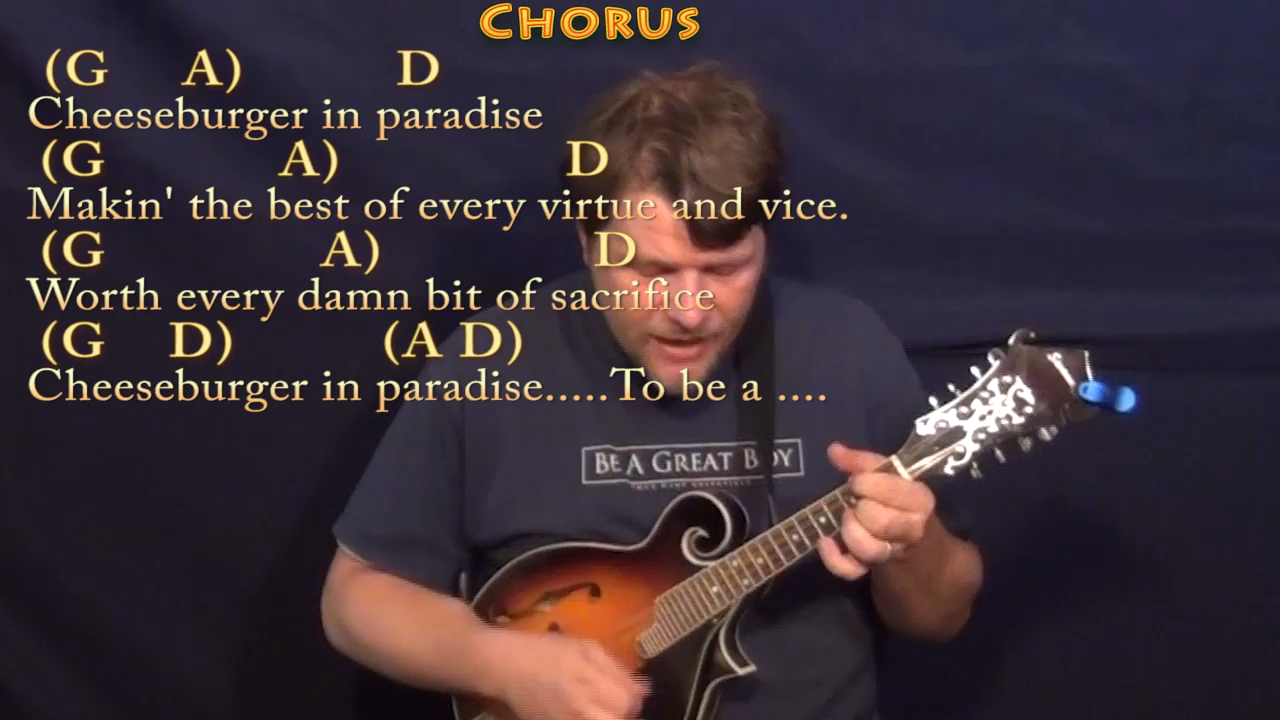 CHORUS
(G A) D
Cheeseburger in paradise
(G A) D
Makin' the best of every virtue and vice.
(G A) D
Worth every damn bit of sacrifice
(G D) (A D)
Cheeseburger in paradise.....To be a ....
BE A GREAT